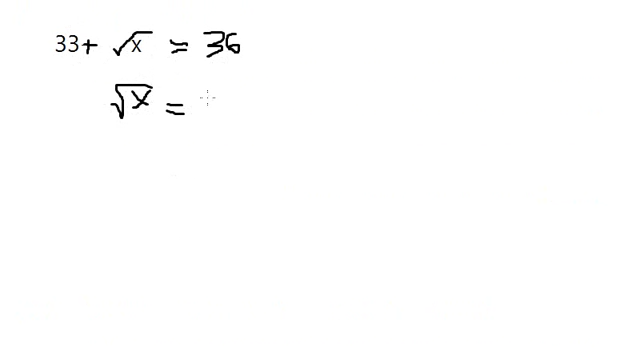 33+ √x = 36
√x =